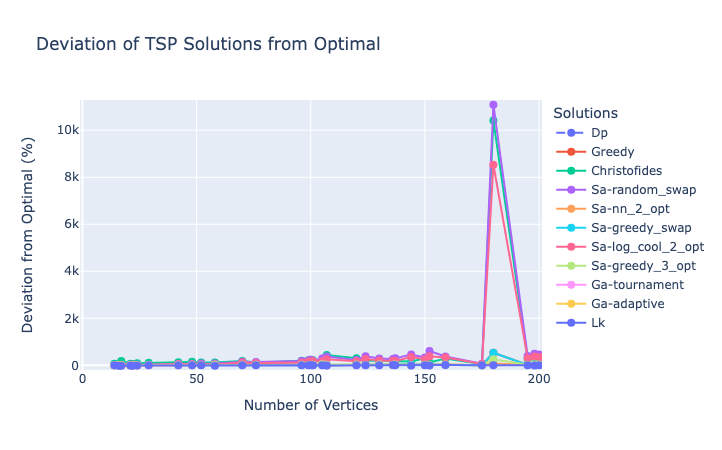 Deviation of TSP Solutions from Optimal
Deviation from Optimal (%)
10k
8k
6k
4k
2k
0
0
50
100
150
200
Number of Vertices
Solutions
Dp
Greedy
Christofides
Sa-random_swap
Sa-nn_2_opt
Sa-greedy_swap
Sa-log_cool_2_opt
Sa-greedy_3_opt
Ga-tournament
Ga-adaptive
Lk